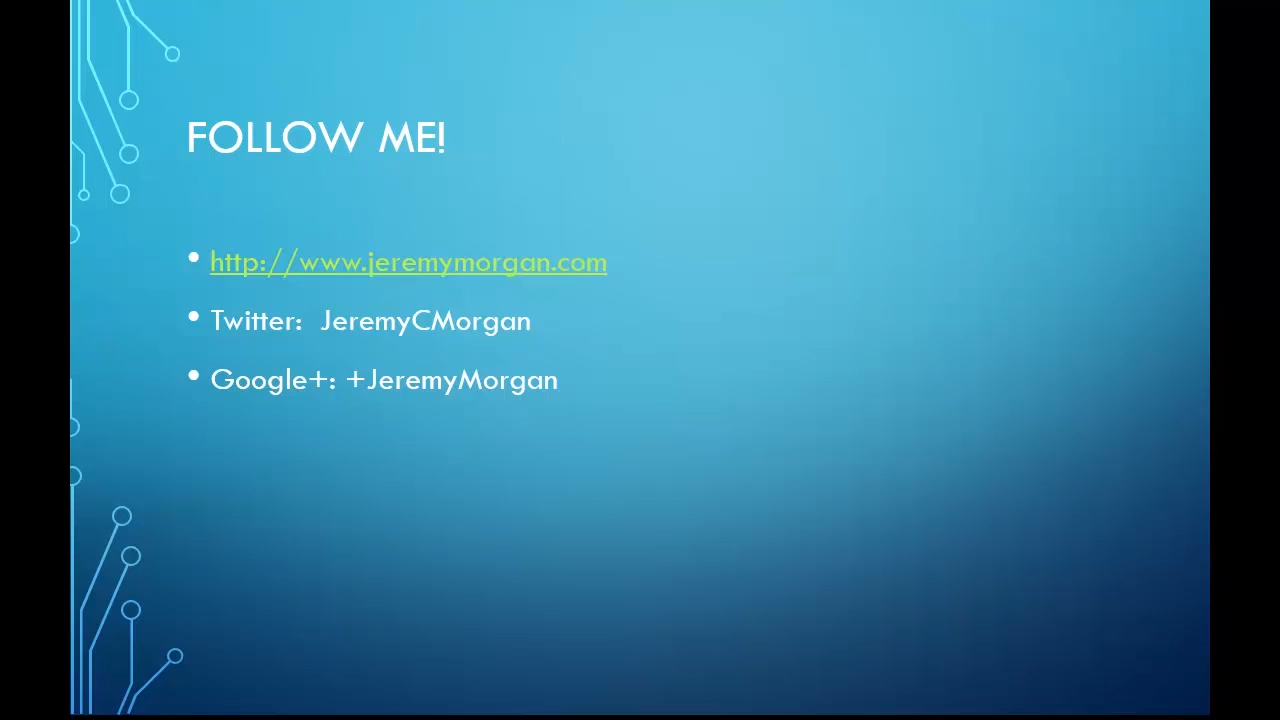 FOLLOW ME!
• http://www.jeremymorgan.com
• Twitter: JeremyCMorgan
• Google+: +JeremyMorgan